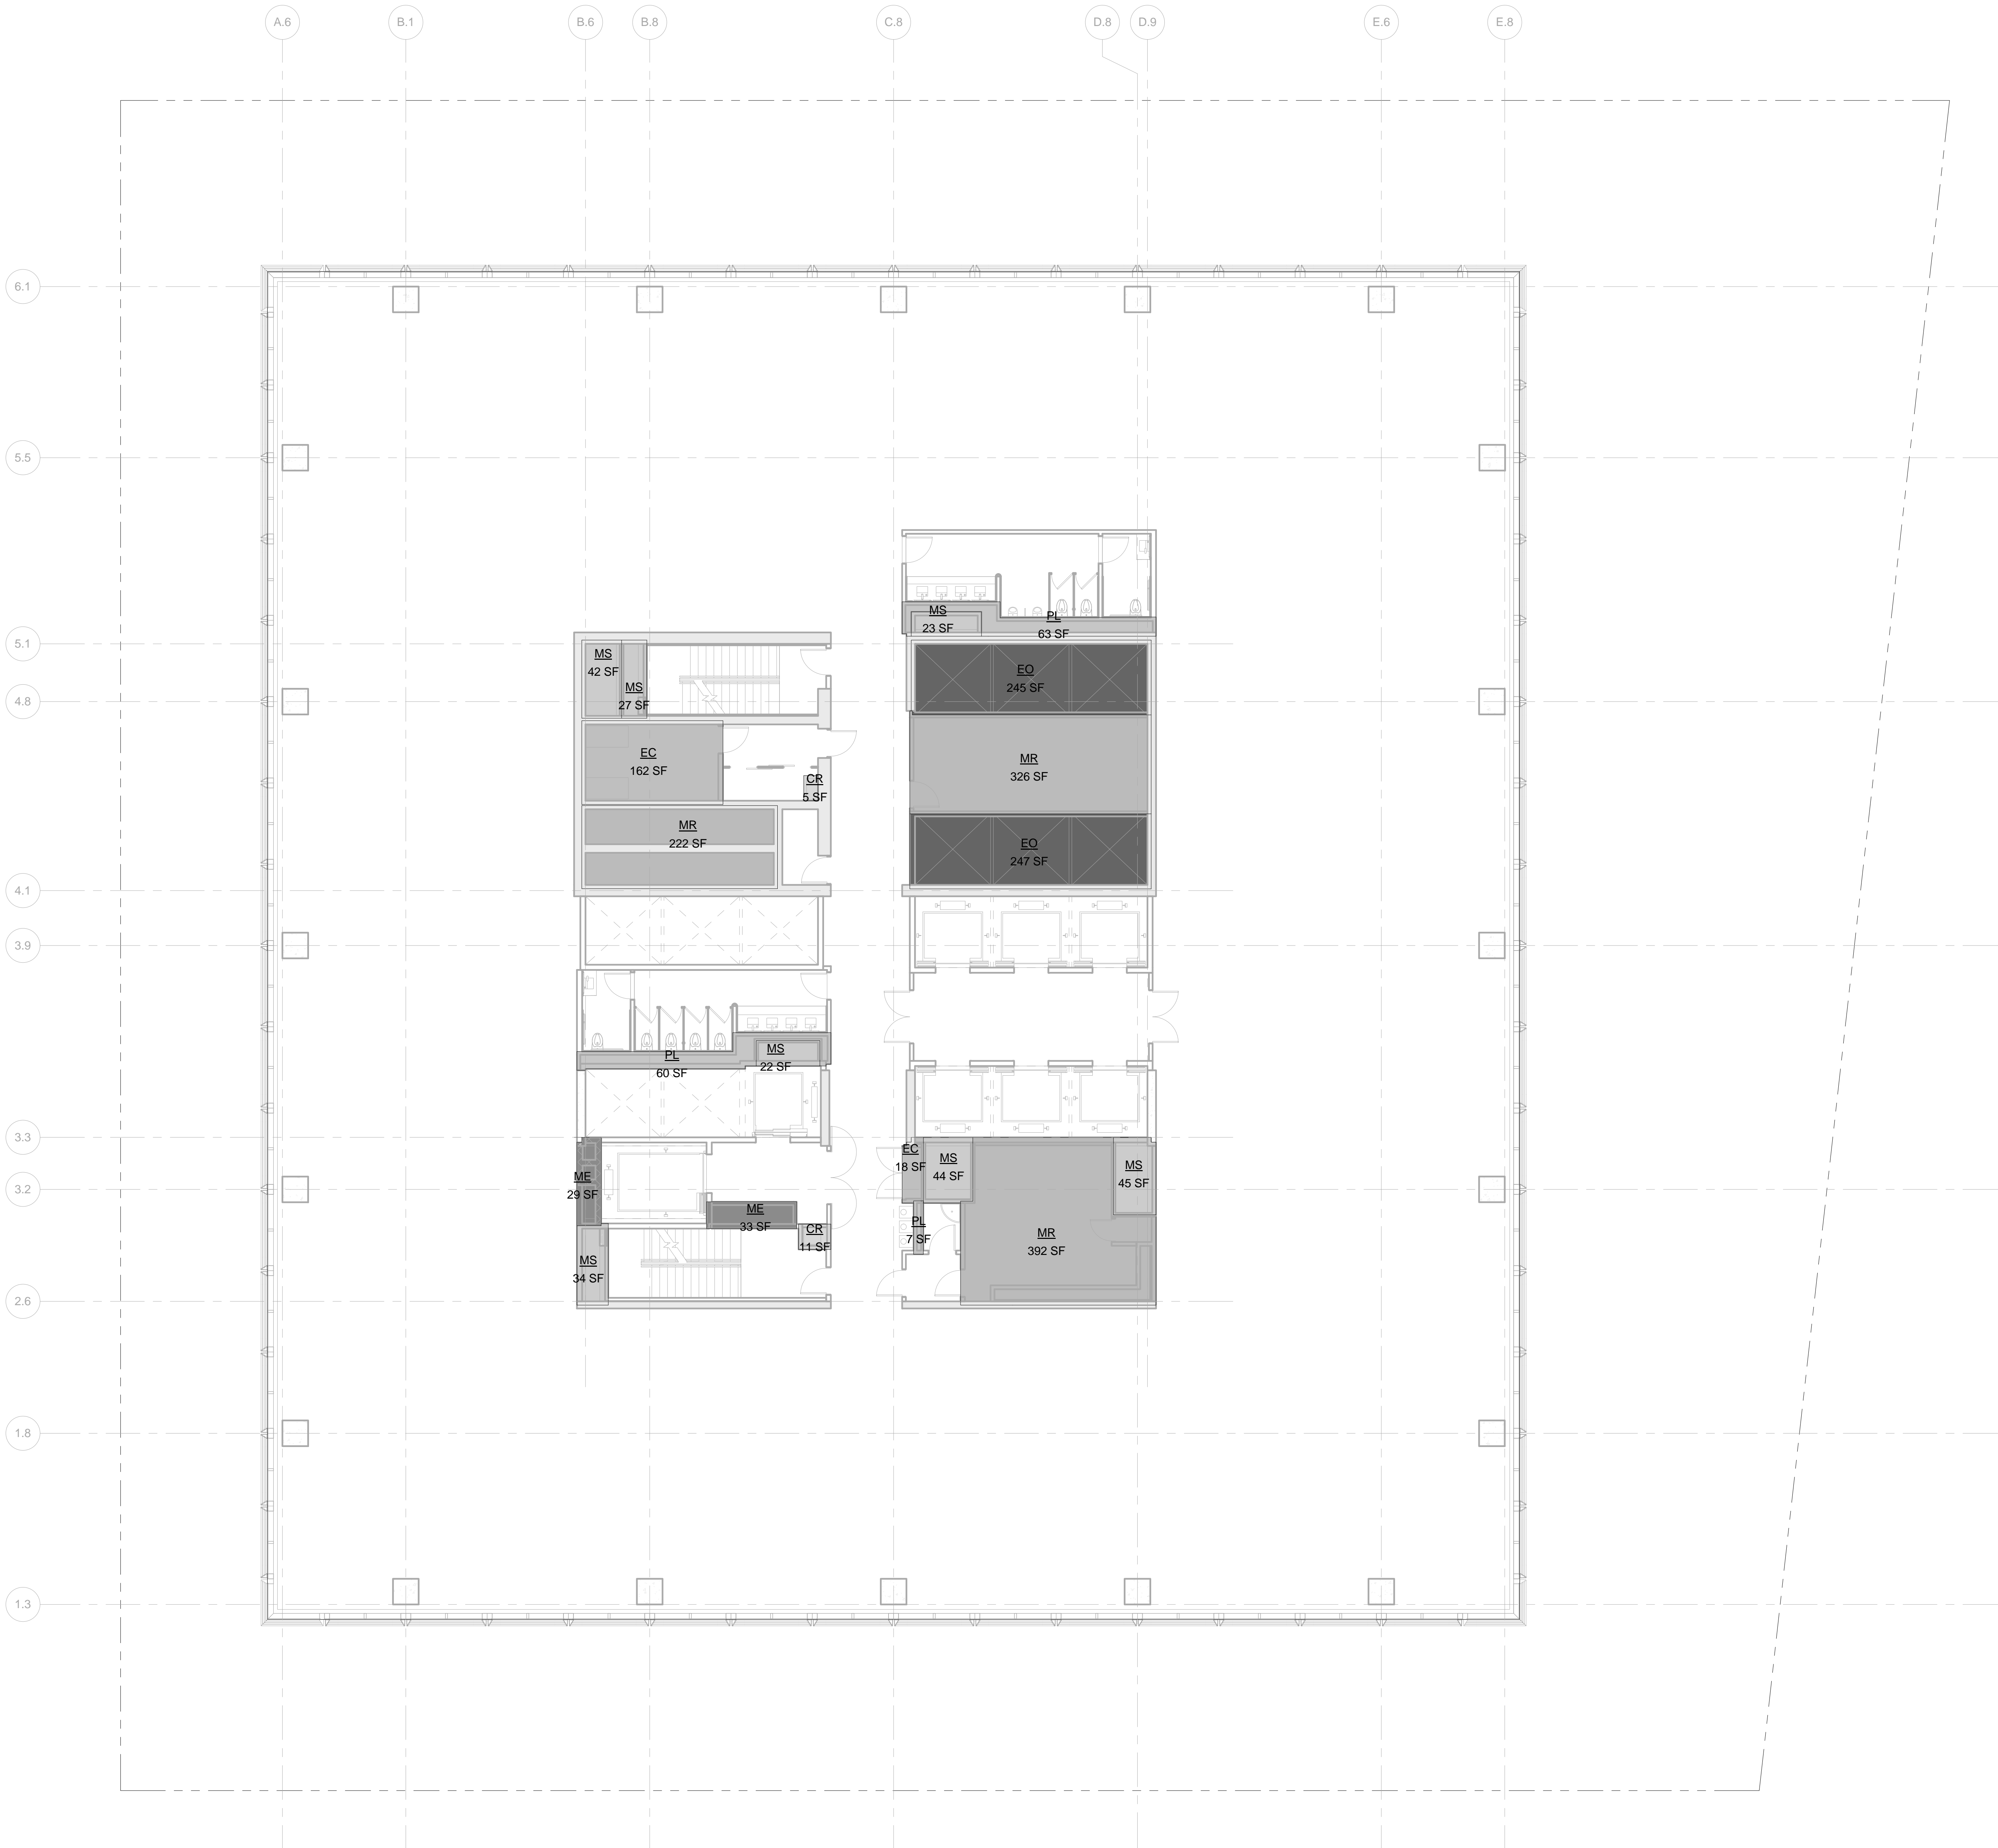 A.6
B.1
B.6
B.8
C.8
D.8
D.9
E.6
E.8
6.1
5.5
5.1
4.8
4.1
3.9
3.3
3.2
2.6
1.8
1.3
MS
23 SF
PL
63 SF
MS
42 SF
MS
27 SF
EO
245 SF
EC
162 SF
CR
5 SF
MR
326 SF
MR
222 SF
EO
247 SF
PL
60 SF
MS
22 SF
ME
29 SF
ME
33 SF
CR
11 SF
MS
34 SF
EC
18 SF
MS
44 SF
MS
45 SF
PL
7 SF
MR
392 SF